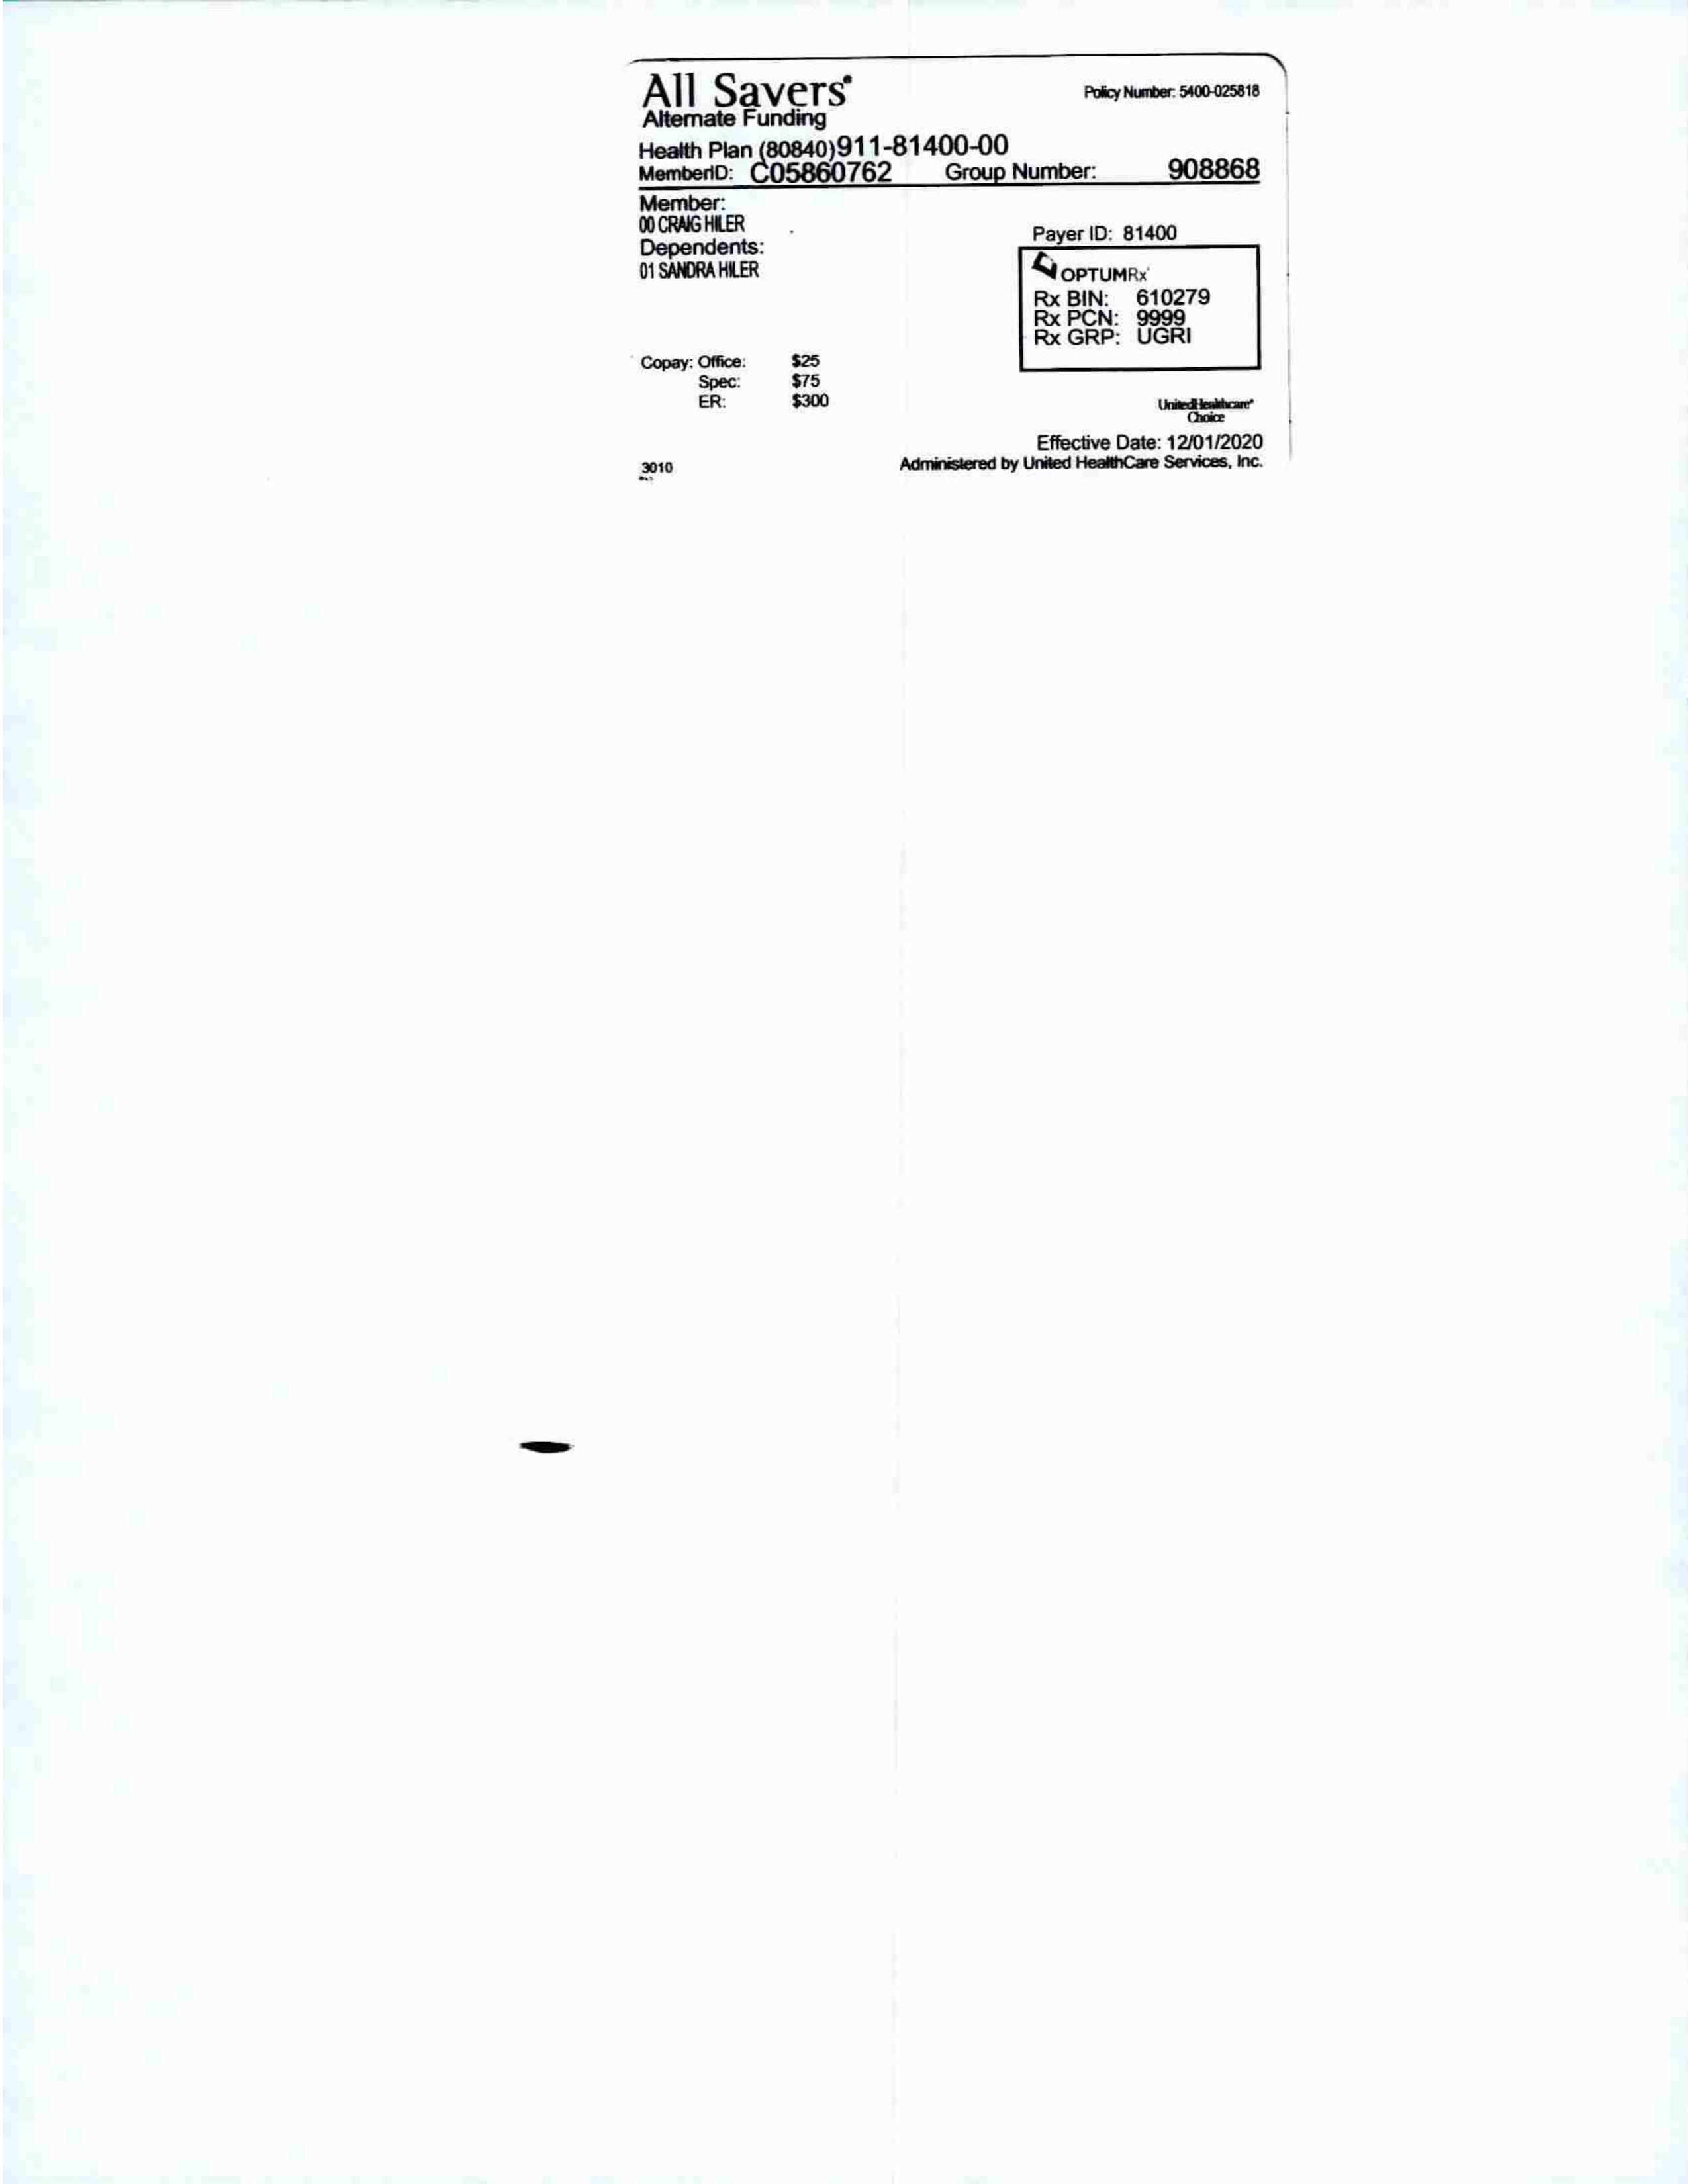 All Savers®
Policy Number: 5400-025818
Alternate Funding
Health Plan (80840)911-81400-00
MemberID: C05860762 Group Number: 908868
Member:
00 CRAIG HILER
Dependents:
01 SANDRA HILER
Payer ID: 81400
OPTUMRx
Rx BIN: 610279
Rx PCN: 9999
Rx GRP: UGRI
Copay: Office: $25
Spec: $75
ER: $300
UnitedHealthcare®
Choice
Effective Date: 12/01/2020
3010 Administered by United HealthCare Services, Inc.